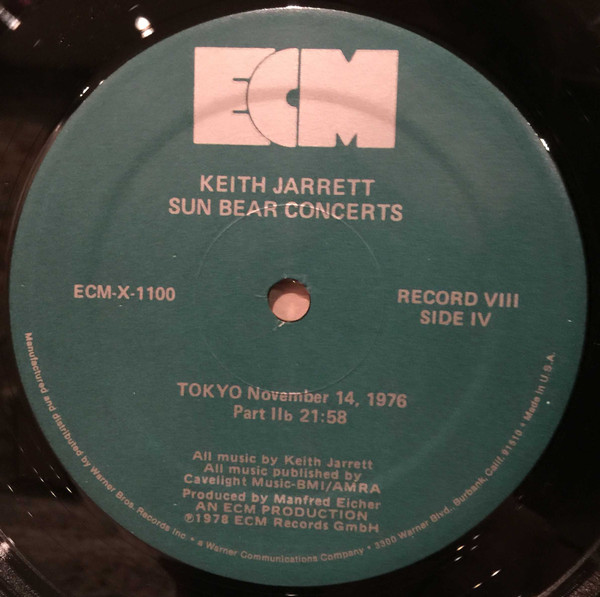 ECM
KEITH JARRETT
SUN BEAR CONCERTS
ECM-X-1100
RECORD VIII
SIDE IV
TOKYO November 14, 1976
Part IIb 21:58
All music by Keith Jarrett
All music published by
Cavelight Music-BMI/AMRA
Produced by Manfred Eicher
AN ECM PRODUCTION
℗1978 ECM Records GmbH
Manufactured and distributed by Warner Bros. Records Inc. • a Warner Communications Company • 3300 Warner Blvd., Burbank, Calif. 91510 • Made in U.S.A.